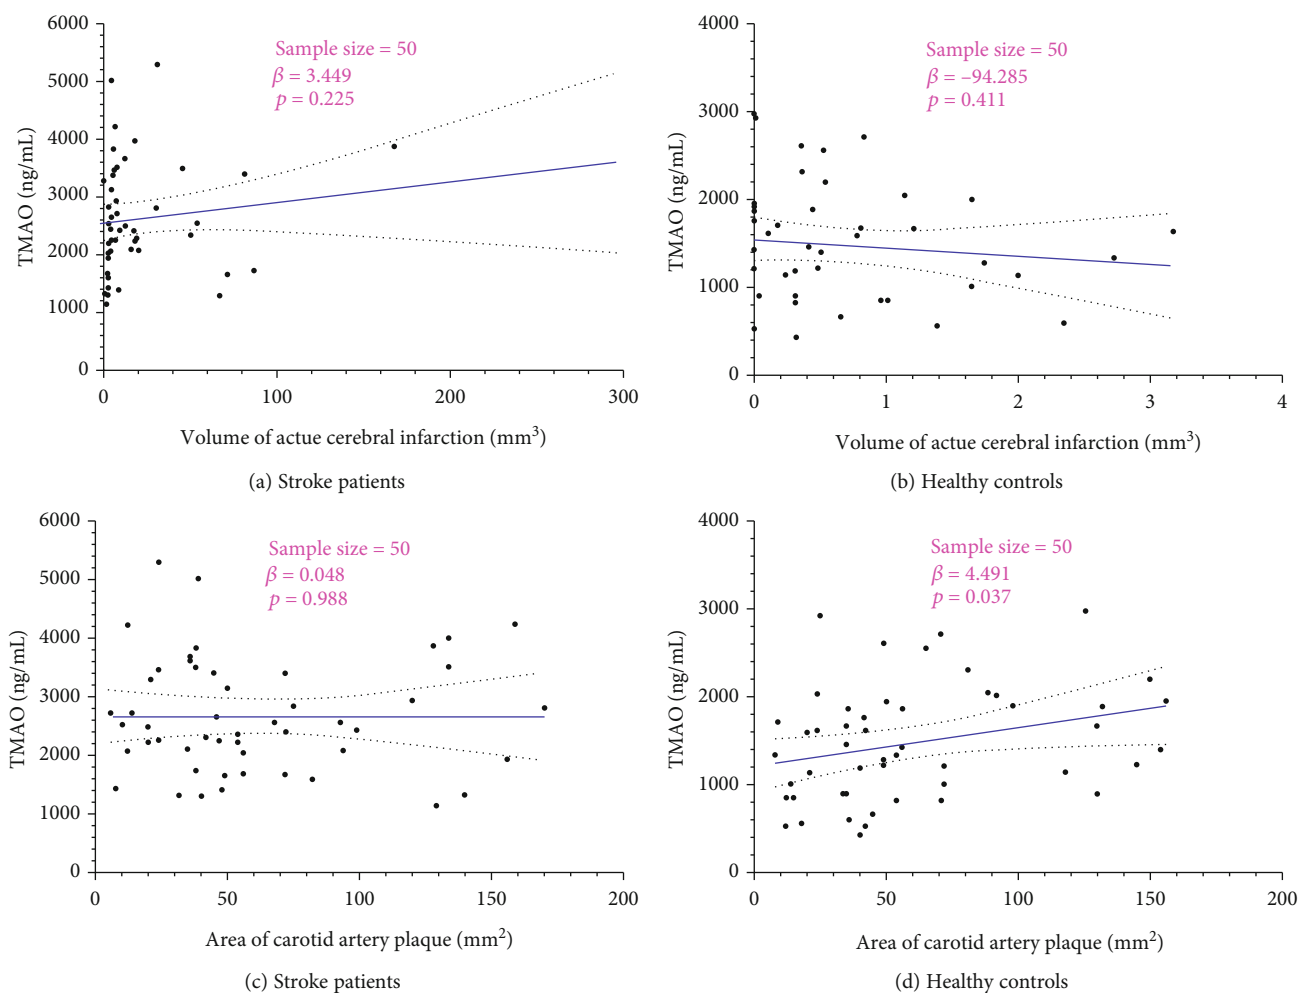 6000
5000
4000
3000
2000
1000
0
TMAO (ng/mL)
Sample size = 50
β = 3.449
p = 0.225
0
100
200
300
Volume of actue cerebral infarction (mm³)
(a) Stroke patients
4000
3000
2000
1000
0
TMAO (ng/mL)
Sample size = 50
β = –94.285
p = 0.411
0
1
2
3
4
Volume of actue cerebral infarction (mm³)
(b) Healthy controls
6000
5000
4000
3000
2000
1000
0
TMAO (ng/mL)
Sample size = 50
β = 0.048
p = 0.988
0
50
100
150
200
Area of carotid artery plaque (mm²)
(c) Stroke patients
4000
3000
2000
1000
0
TMAO (ng/mL)
Sample size = 50
β = 4.491
p = 0.037
0
50
100
150
200
Area of carotid artery plaque (mm²)
(d) Healthy controls